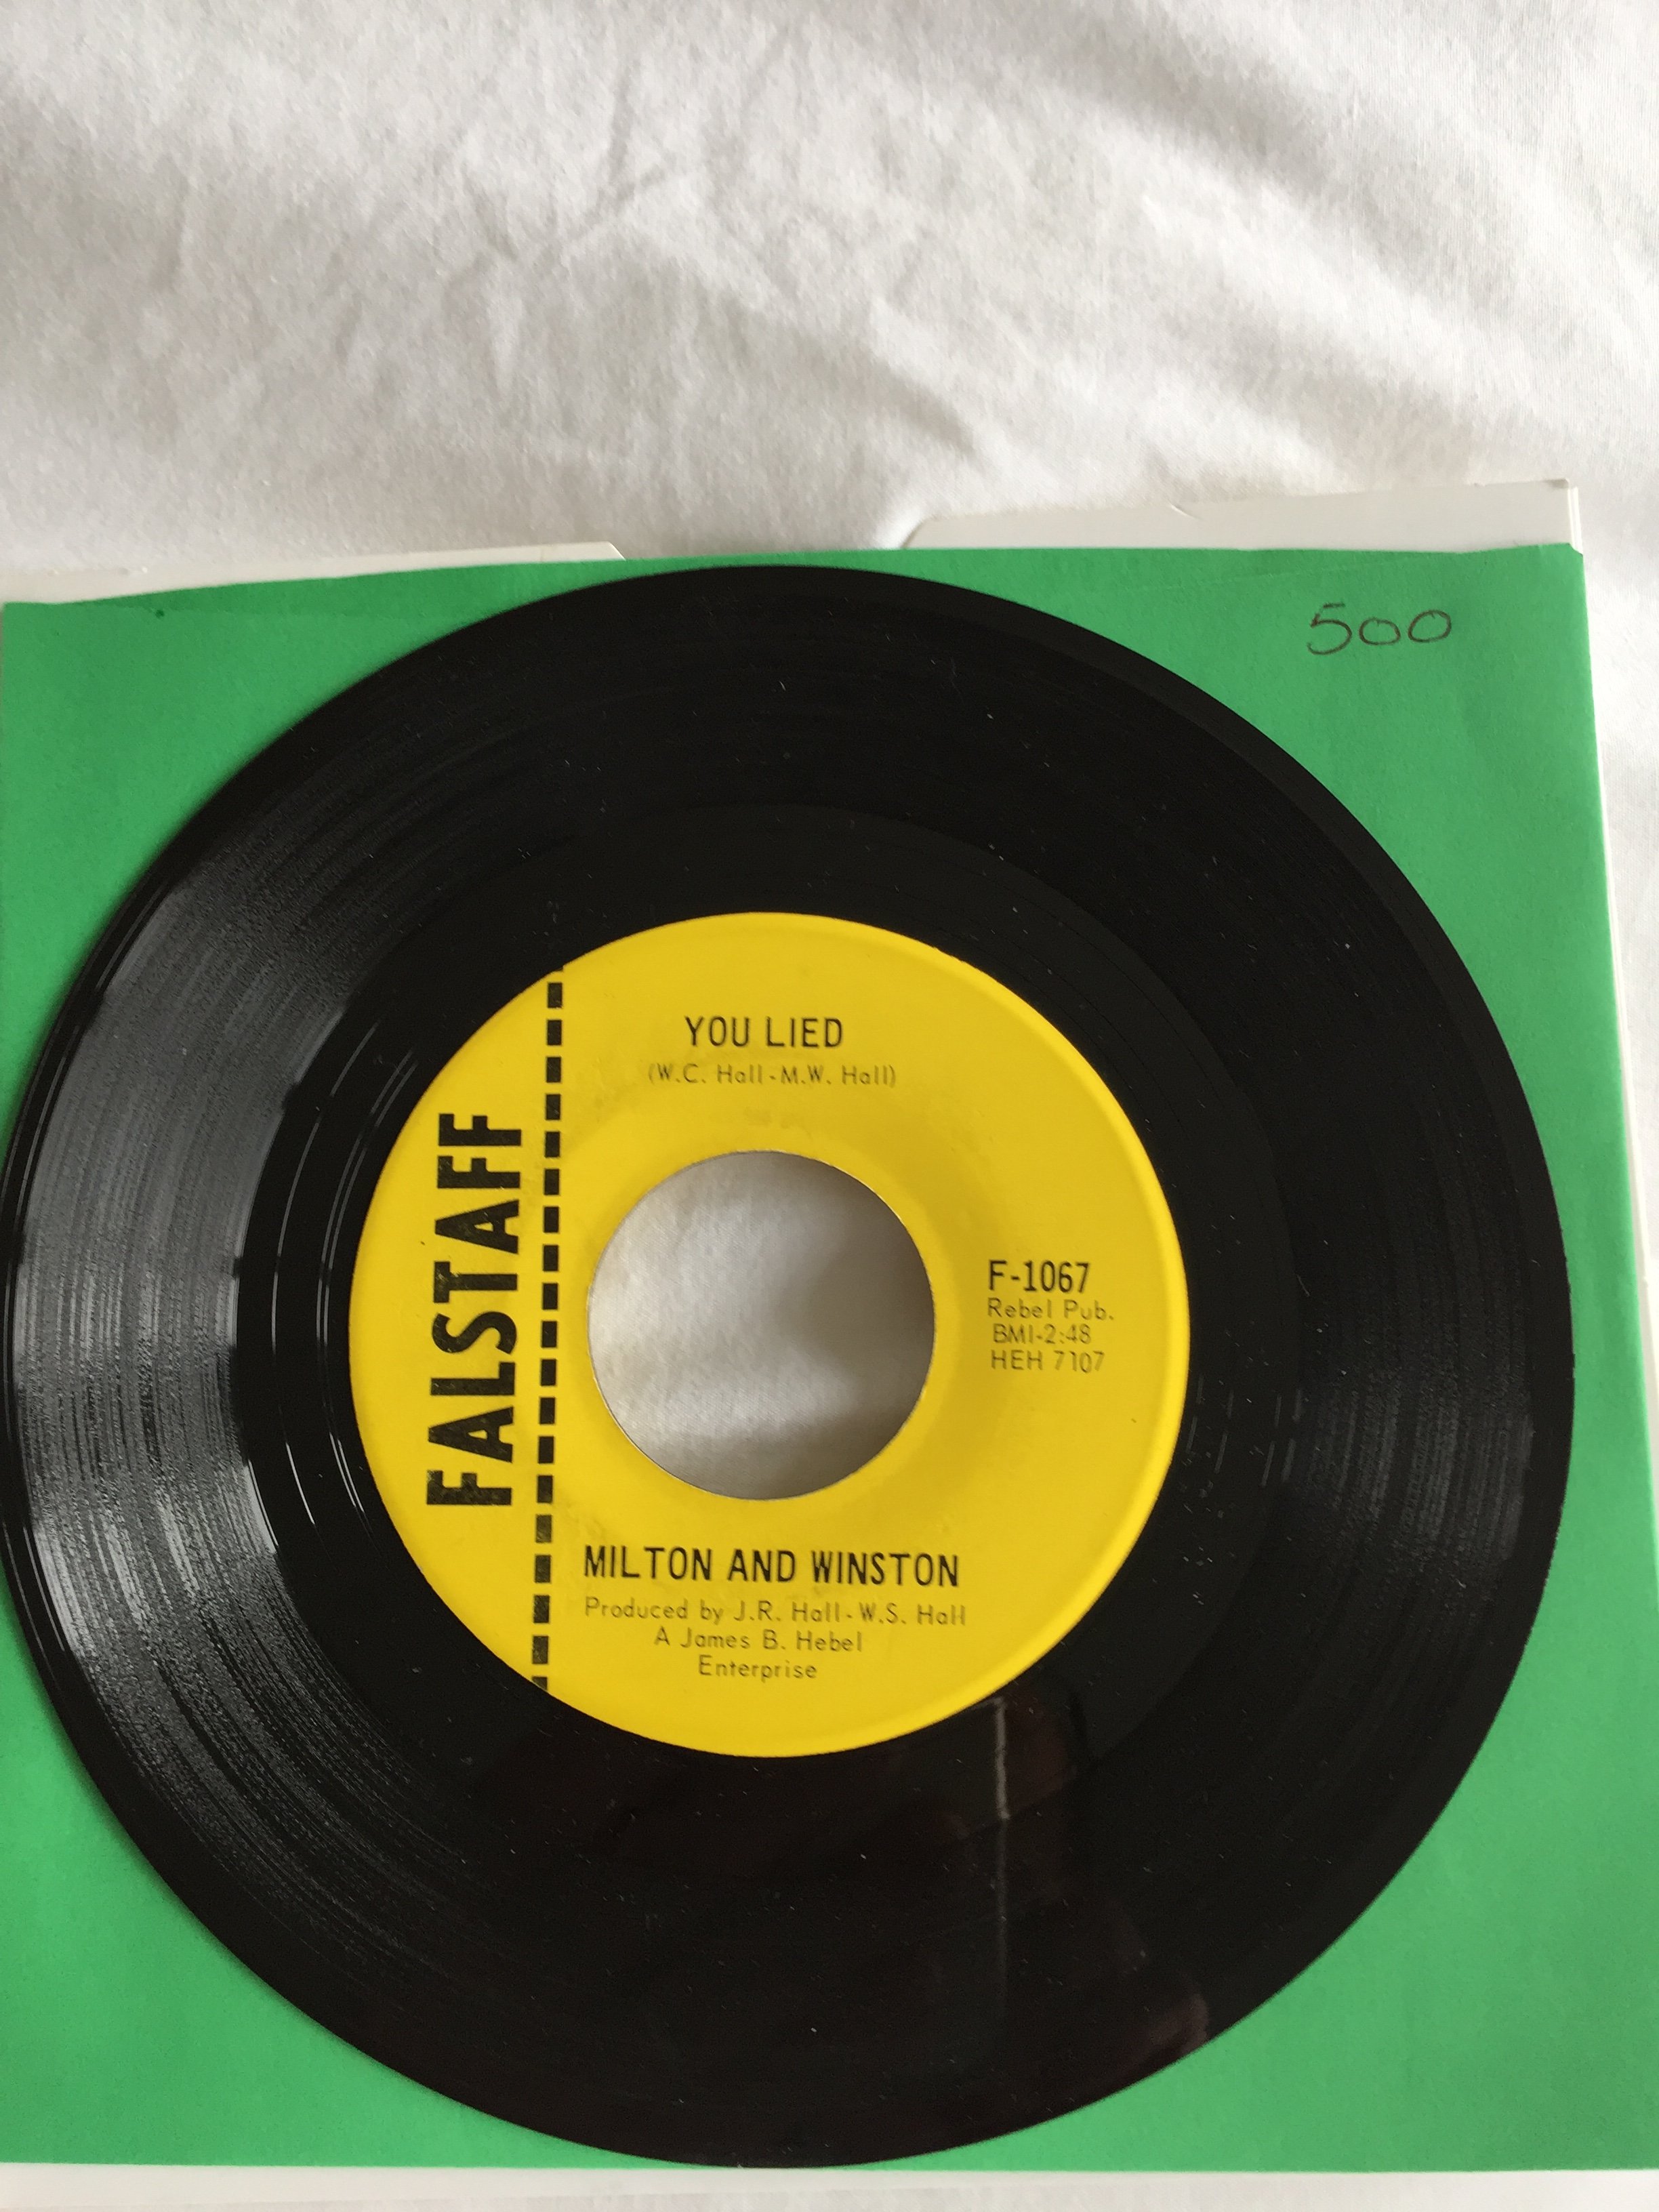 500
YOU LIED
(W.C. Hall-M.W. Hall)
FALSTAFF
F-1067
Rebel Pub.
BMI-2:48
HEH 7107
MILTON AND WINSTON
Produced by J.R. Hall-W.S. Hall
A James B. Hebel
Enterprise